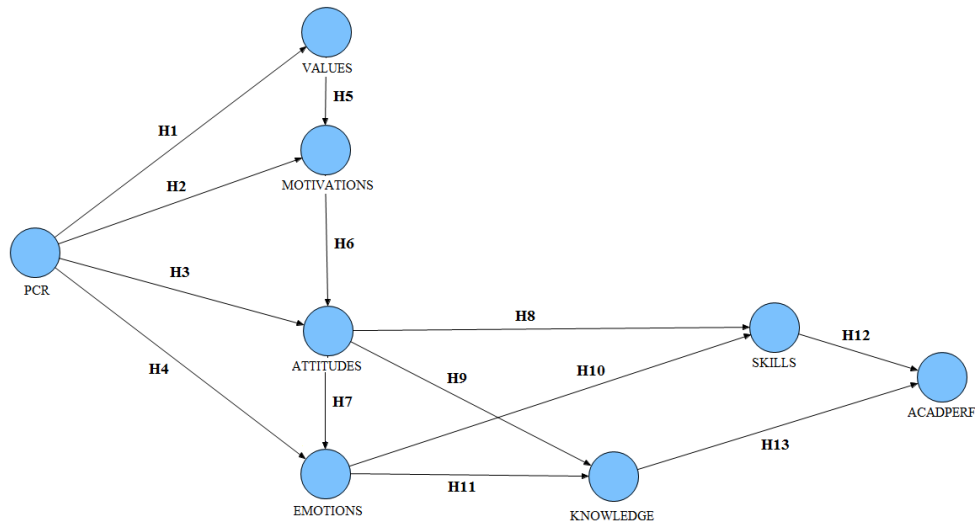 VALUES
H5
H1
MOTIVATIONS
H2
H6
H3
PCR
H8
H12
ATTITUDES
SKILLS
H4
H10
H9
H7
ACADPERF
H13
H11
EMOTIONS
KNOWLEDGE